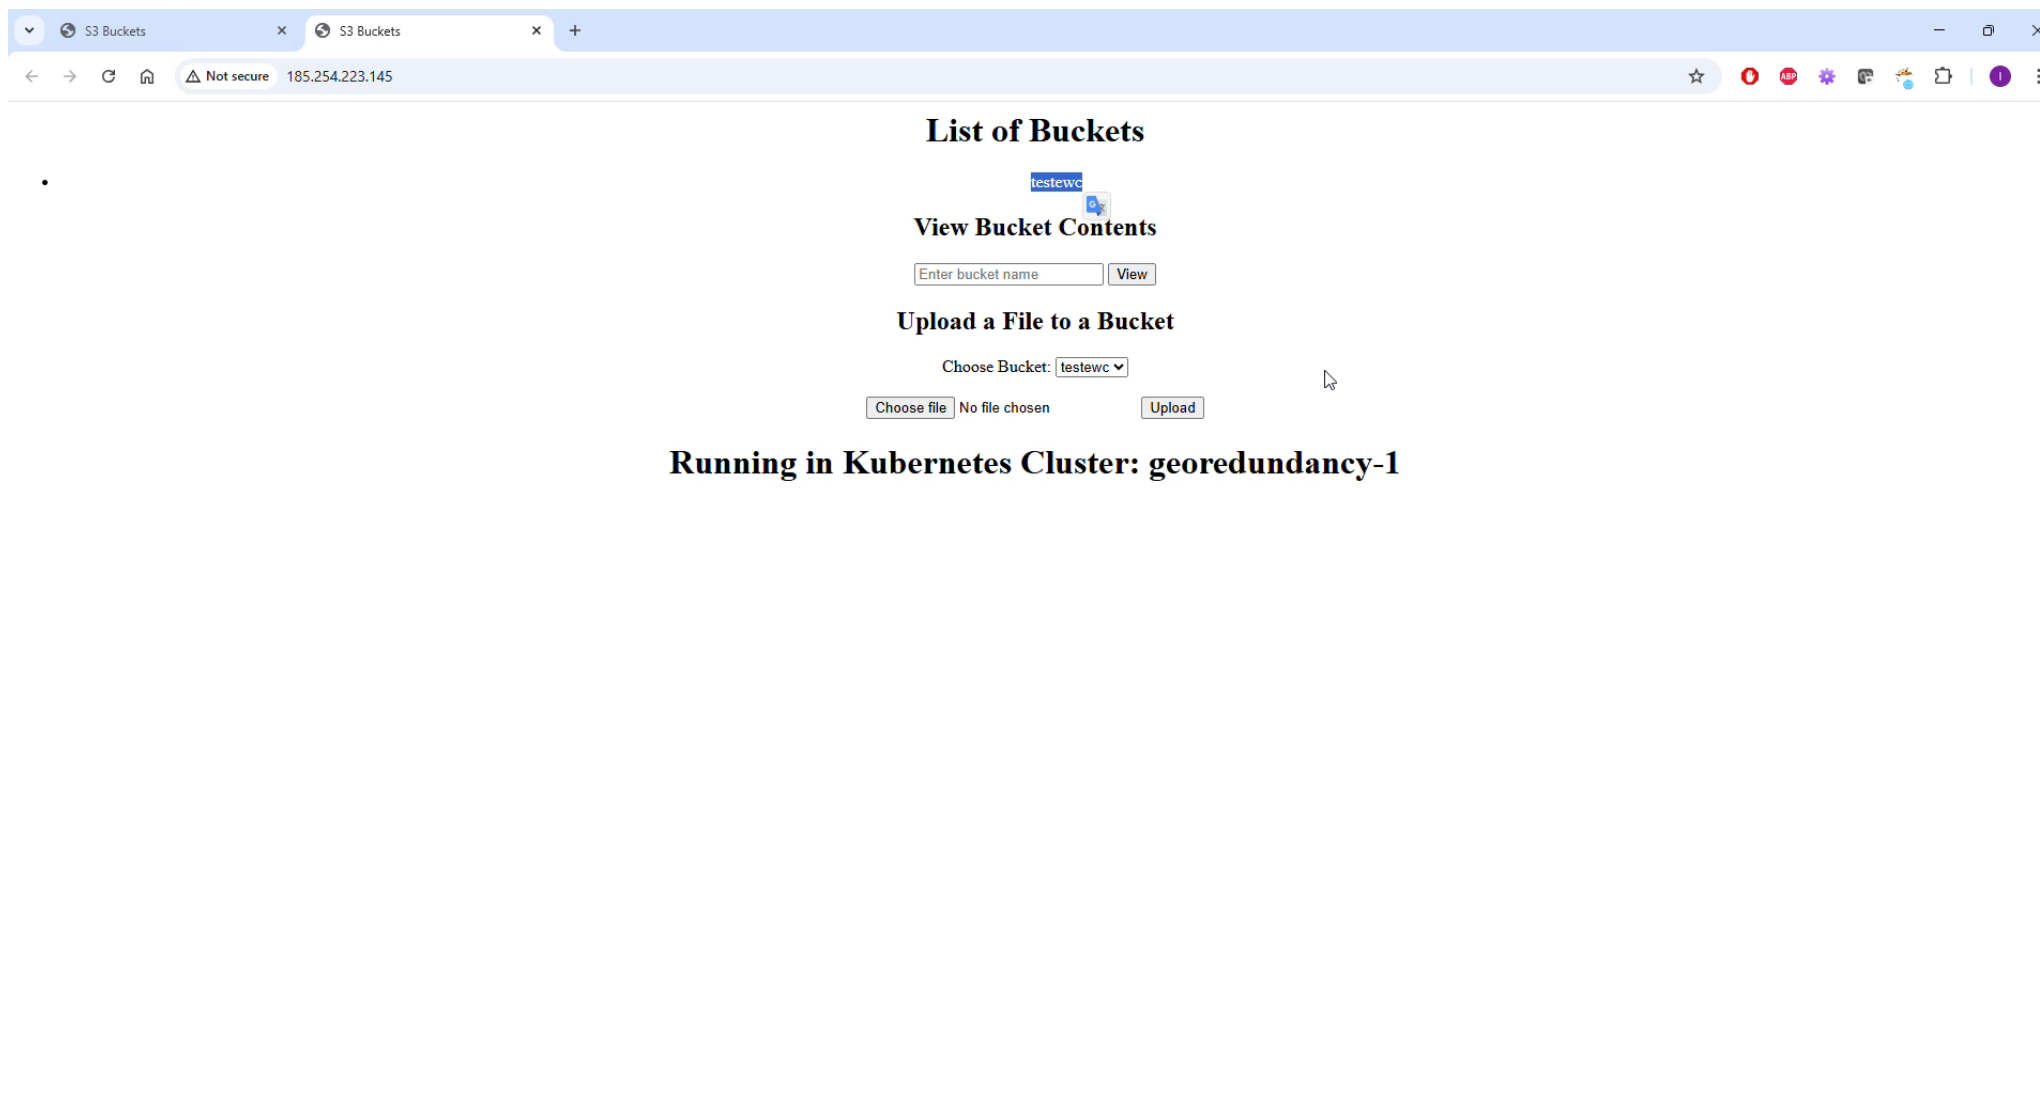 S3 Buckets
S3 Buckets
Not secure
185.254.223.145
ABP
I
List of Buckets
testewc
G
View Bucket Contents
Enter bucket name View
Upload a File to a Bucket
Choose Bucket: testewc
Choose file No file chosen Upload
Running in Kubernetes Cluster: georedundancy-1